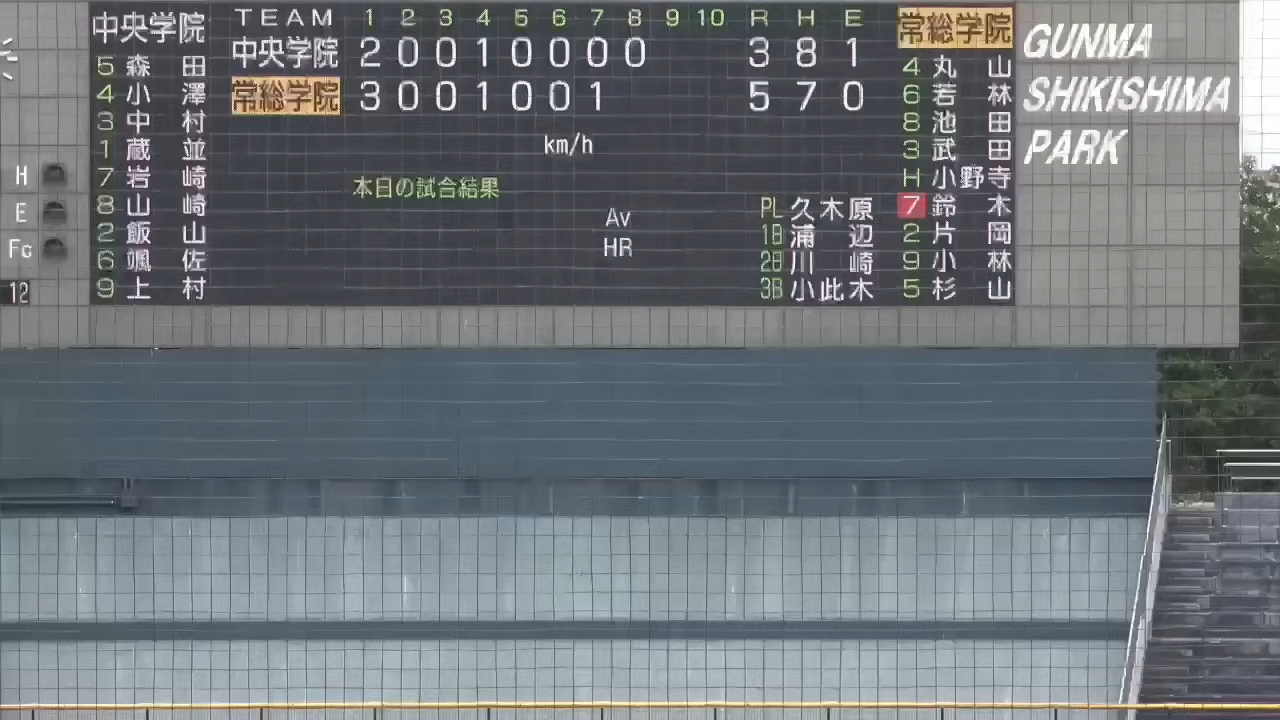 中央学院
5 森田
4 小澤
3 中村
1 蔵並
7 岩崎
8 山崎
2 飯山
6 颯佐
9 上村
H
E
Fc
12
TEAM 1 2 3 4 5 6 7 8 9 10 R H E
中央学院 2 0 0 1 0 0 0 0 3 8 1
常総学院 3 0 0 1 0 0 1 5 7 0
km/h
本日の試合結果
Av
HR
PL 久木原
1B 浦辺
2B 川崎
3B 小此木
常総学院
4 丸山
6 若林
8 池田
3 武田
H 小野寺
7 鈴木
2 片岡
9 小林
5 杉山
GUNMA
SHIKISHIMA
PARK